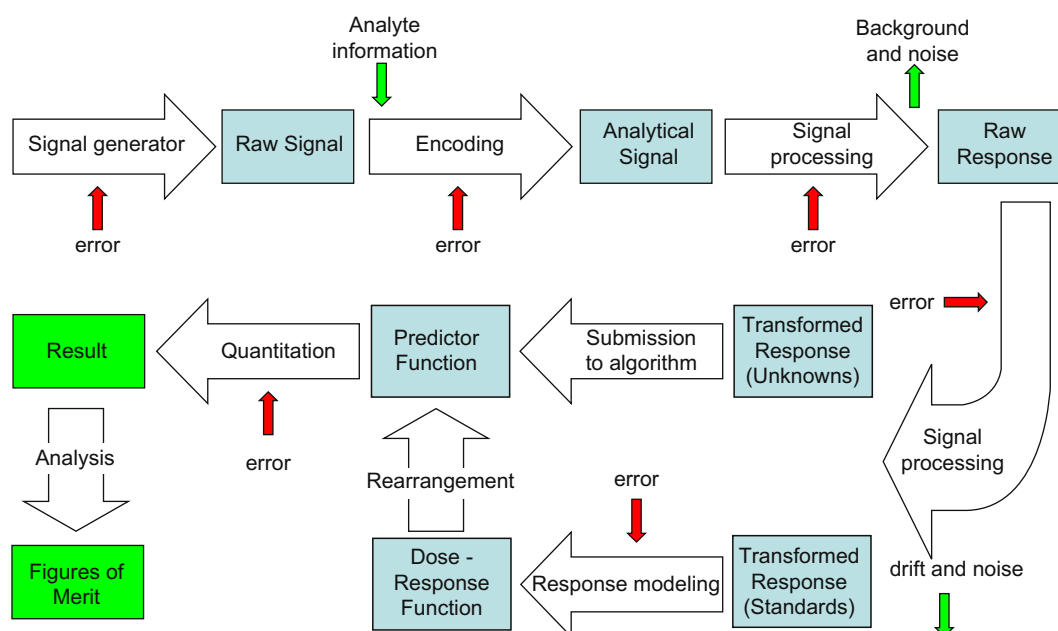 Analyte
information
Background
and noise
Signal generator
Raw Signal
Encoding
Analytical
Signal
Signal
processing
Raw
Response
error
error
error
error
Result
Quantitation
Predictor
Function
Submission
to algorithm
Transformed
Response
(Unknowns)
Signal
processing
Analysis
error
Rearrangement
error
Figures of
Merit
Dose -
Response
Function
Response modeling
Transformed
Response
(Standards)
drift and noise